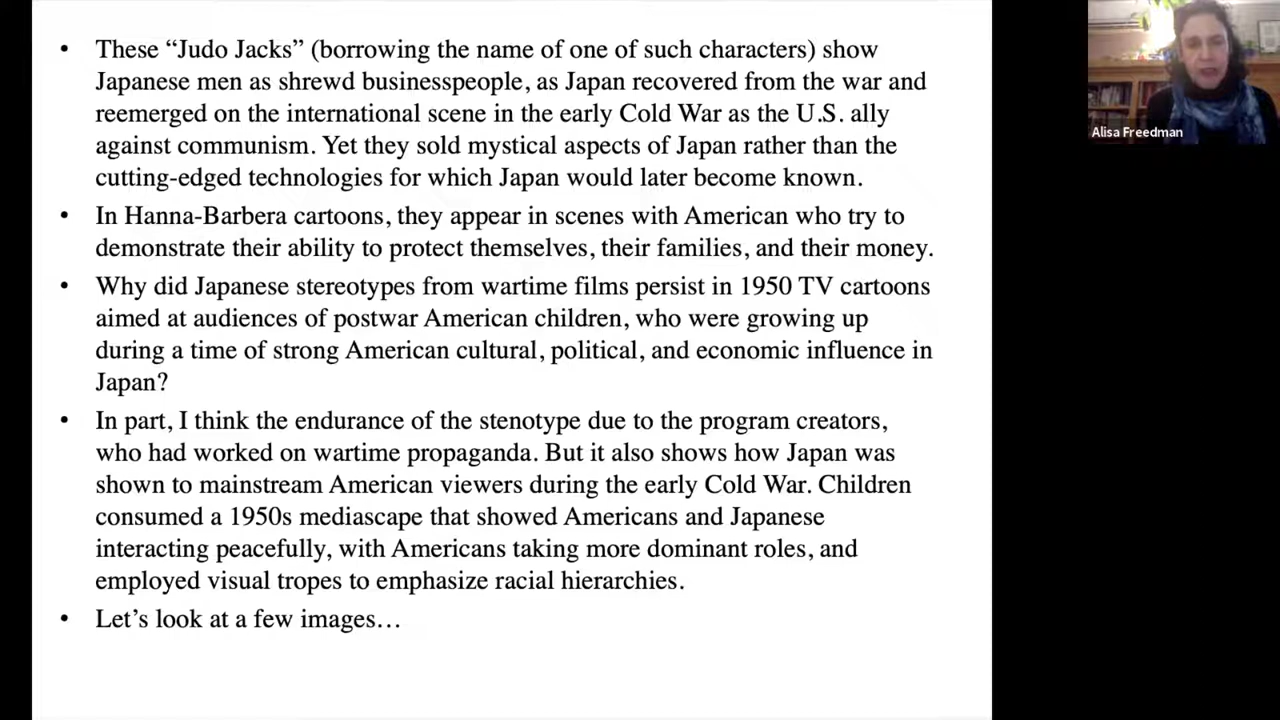 • These “Judo Jacks” (borrowing the name of one of such characters) show
Japanese men as shrewd businesspeople, as Japan recovered from the war and
reemerged on the international scene in the early Cold War as the U.S. ally
against communism. Yet they sold mystical aspects of Japan rather than the
cutting-edged technologies for which Japan would later become known.
• In Hanna-Barbera cartoons, they appear in scenes with American who try to
demonstrate their ability to protect themselves, their families, and their money.
• Why did Japanese stereotypes from wartime films persist in 1950 TV cartoons
aimed at audiences of postwar American children, who were growing up
during a time of strong American cultural, political, and economic influence in
Japan?
• In part, I think the endurance of the stenotype due to the program creators,
who had worked on wartime propaganda. But it also shows how Japan was
shown to mainstream American viewers during the early Cold War. Children
consumed a 1950s mediascape that showed Americans and Japanese
interacting peacefully, with Americans taking more dominant roles, and
employed visual tropes to emphasize racial hierarchies.
• Let’s look at a few images…
Alisa Freedman